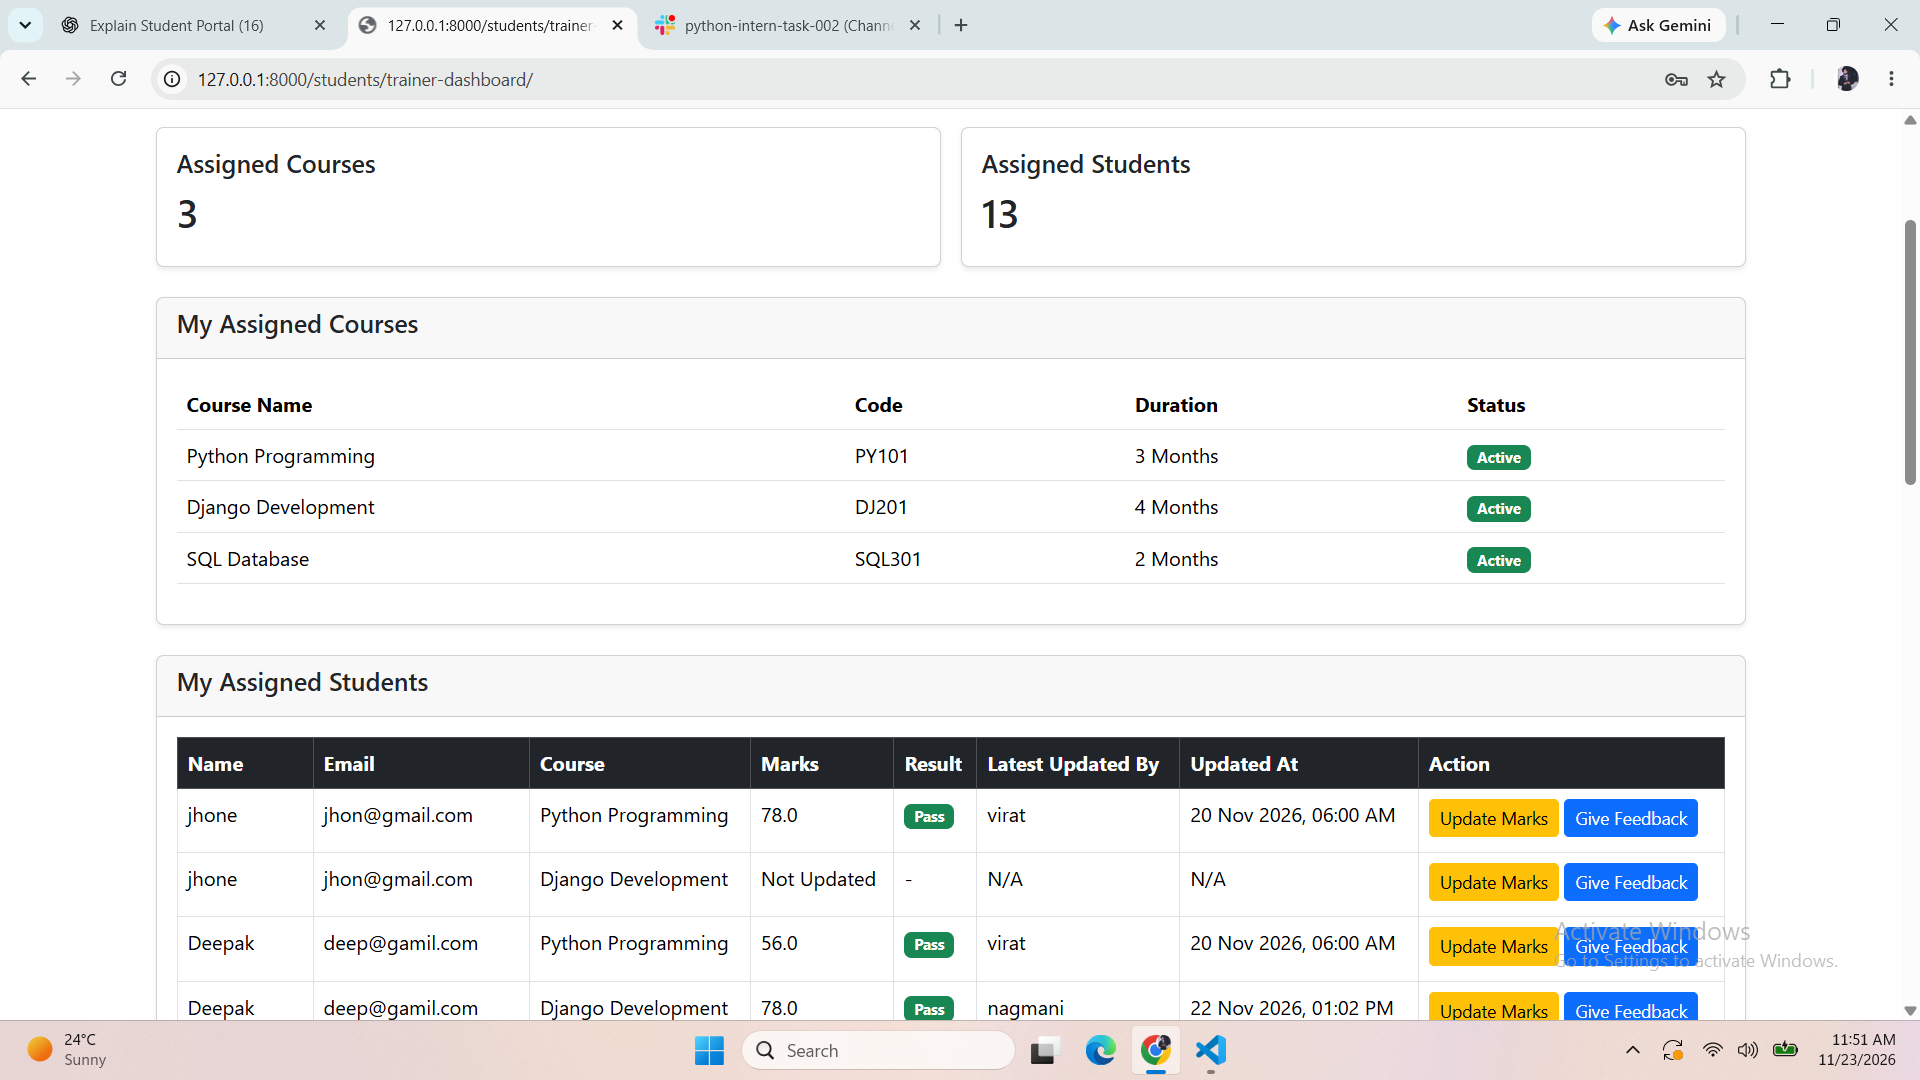 Explain Student Portal (16)
127.0.0.1:8000/students/trainer-
python-intern-task-002 (Chann
Ask Gemini
127.0.0.1:8000/students/trainer-dashboard/
Assigned Courses
3
Assigned Students
13
My Assigned Courses
Course Name Code Duration Status
Python Programming PY101 3 Months Active
Django Development DJ201 4 Months Active
SQL Database SQL301 2 Months Active
My Assigned Students
Name Email Course Marks Result Latest Updated By Updated At Action
jhone jhon@gmail.com Python Programming 78.0 Pass virat 20 Nov 2026, 06:00 AM Update Marks Give Feedback
jhone jhon@gmail.com Django Development Not Updated - N/A N/A Update Marks Give Feedback
Deepak deep@gamil.com Python Programming 56.0 Pass virat 20 Nov 2026, 06:00 AM Update Marks Give Feedback
Deepak deep@gamil.com Django Development 78.0 Pass nagmani 22 Nov 2026, 01:02 PM Update Marks Give Feedback
Activate Windows
Go to Settings to activate Windows.
24°C
Sunny
Search
11:51 AM
11/23/2026